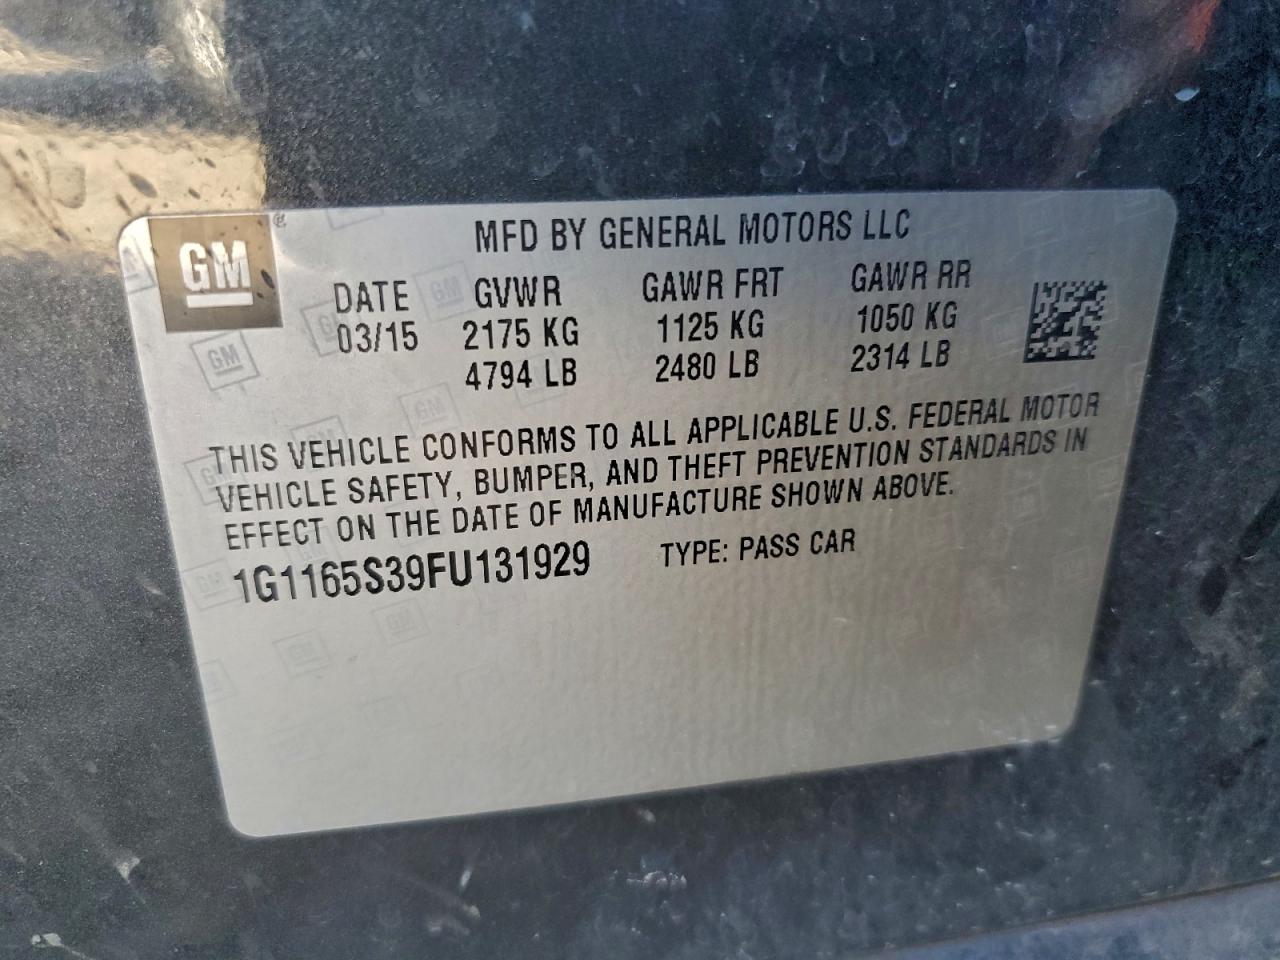 GM ®
MFD BY GENERAL MOTORS LLC
DATE GVWR GAWR FRT GAWR RR
03/15 2175 KG 1125 KG 1050 KG
4794 LB 2480 LB 2314 LB
THIS VEHICLE CONFORMS TO ALL APPLICABLE U.S. FEDERAL MOTOR
VEHICLE SAFETY, BUMPER, AND THEFT PREVENTION STANDARDS IN
EFFECT ON THE DATE OF MANUFACTURE SHOWN ABOVE.
1G1165S39FU131929 TYPE: PASS CAR